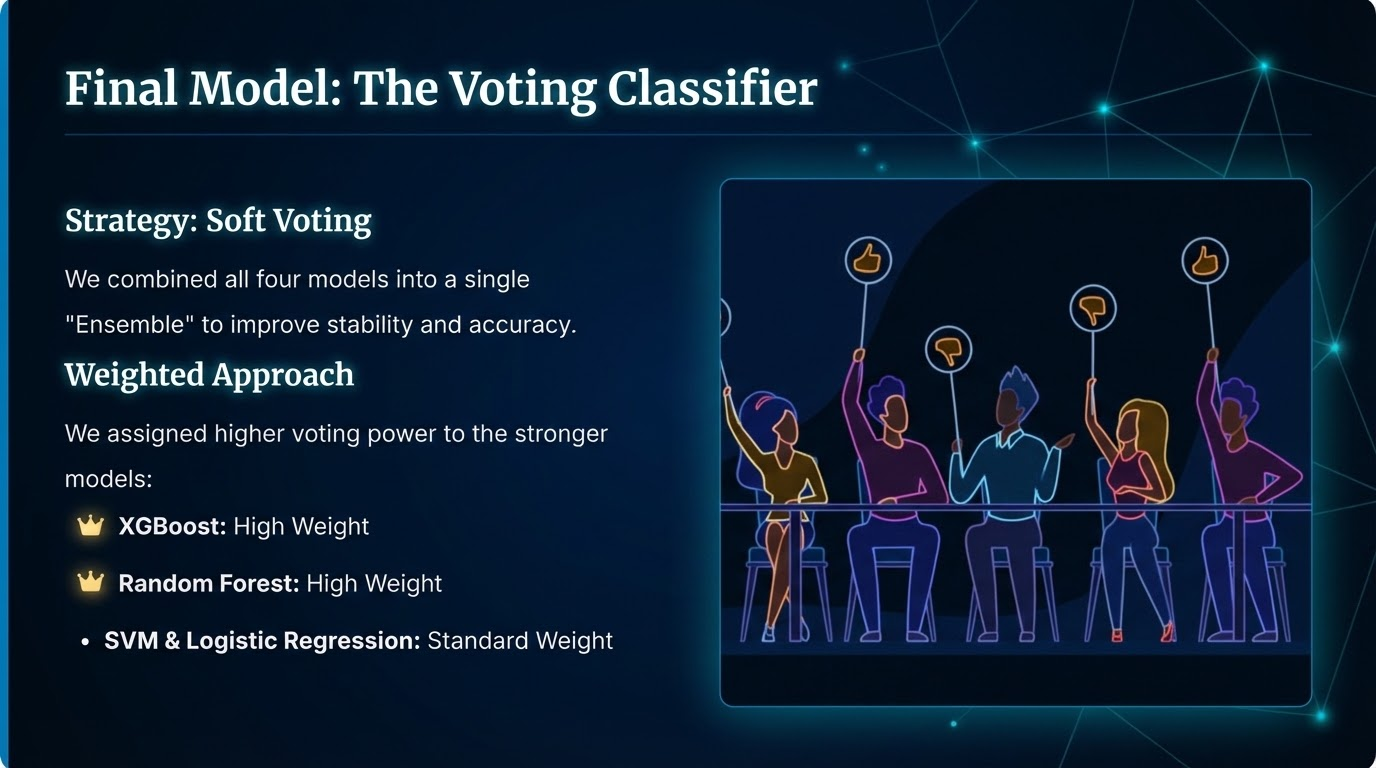 Final Model: The Voting Classifier
Strategy: Soft Voting
We combined all four models into a single
"Ensemble" to improve stability and accuracy.
Weighted Approach
We assigned higher voting power to the stronger
models:
XGBoost: High Weight
Random Forest: High Weight
• SVM & Logistic Regression: Standard Weight